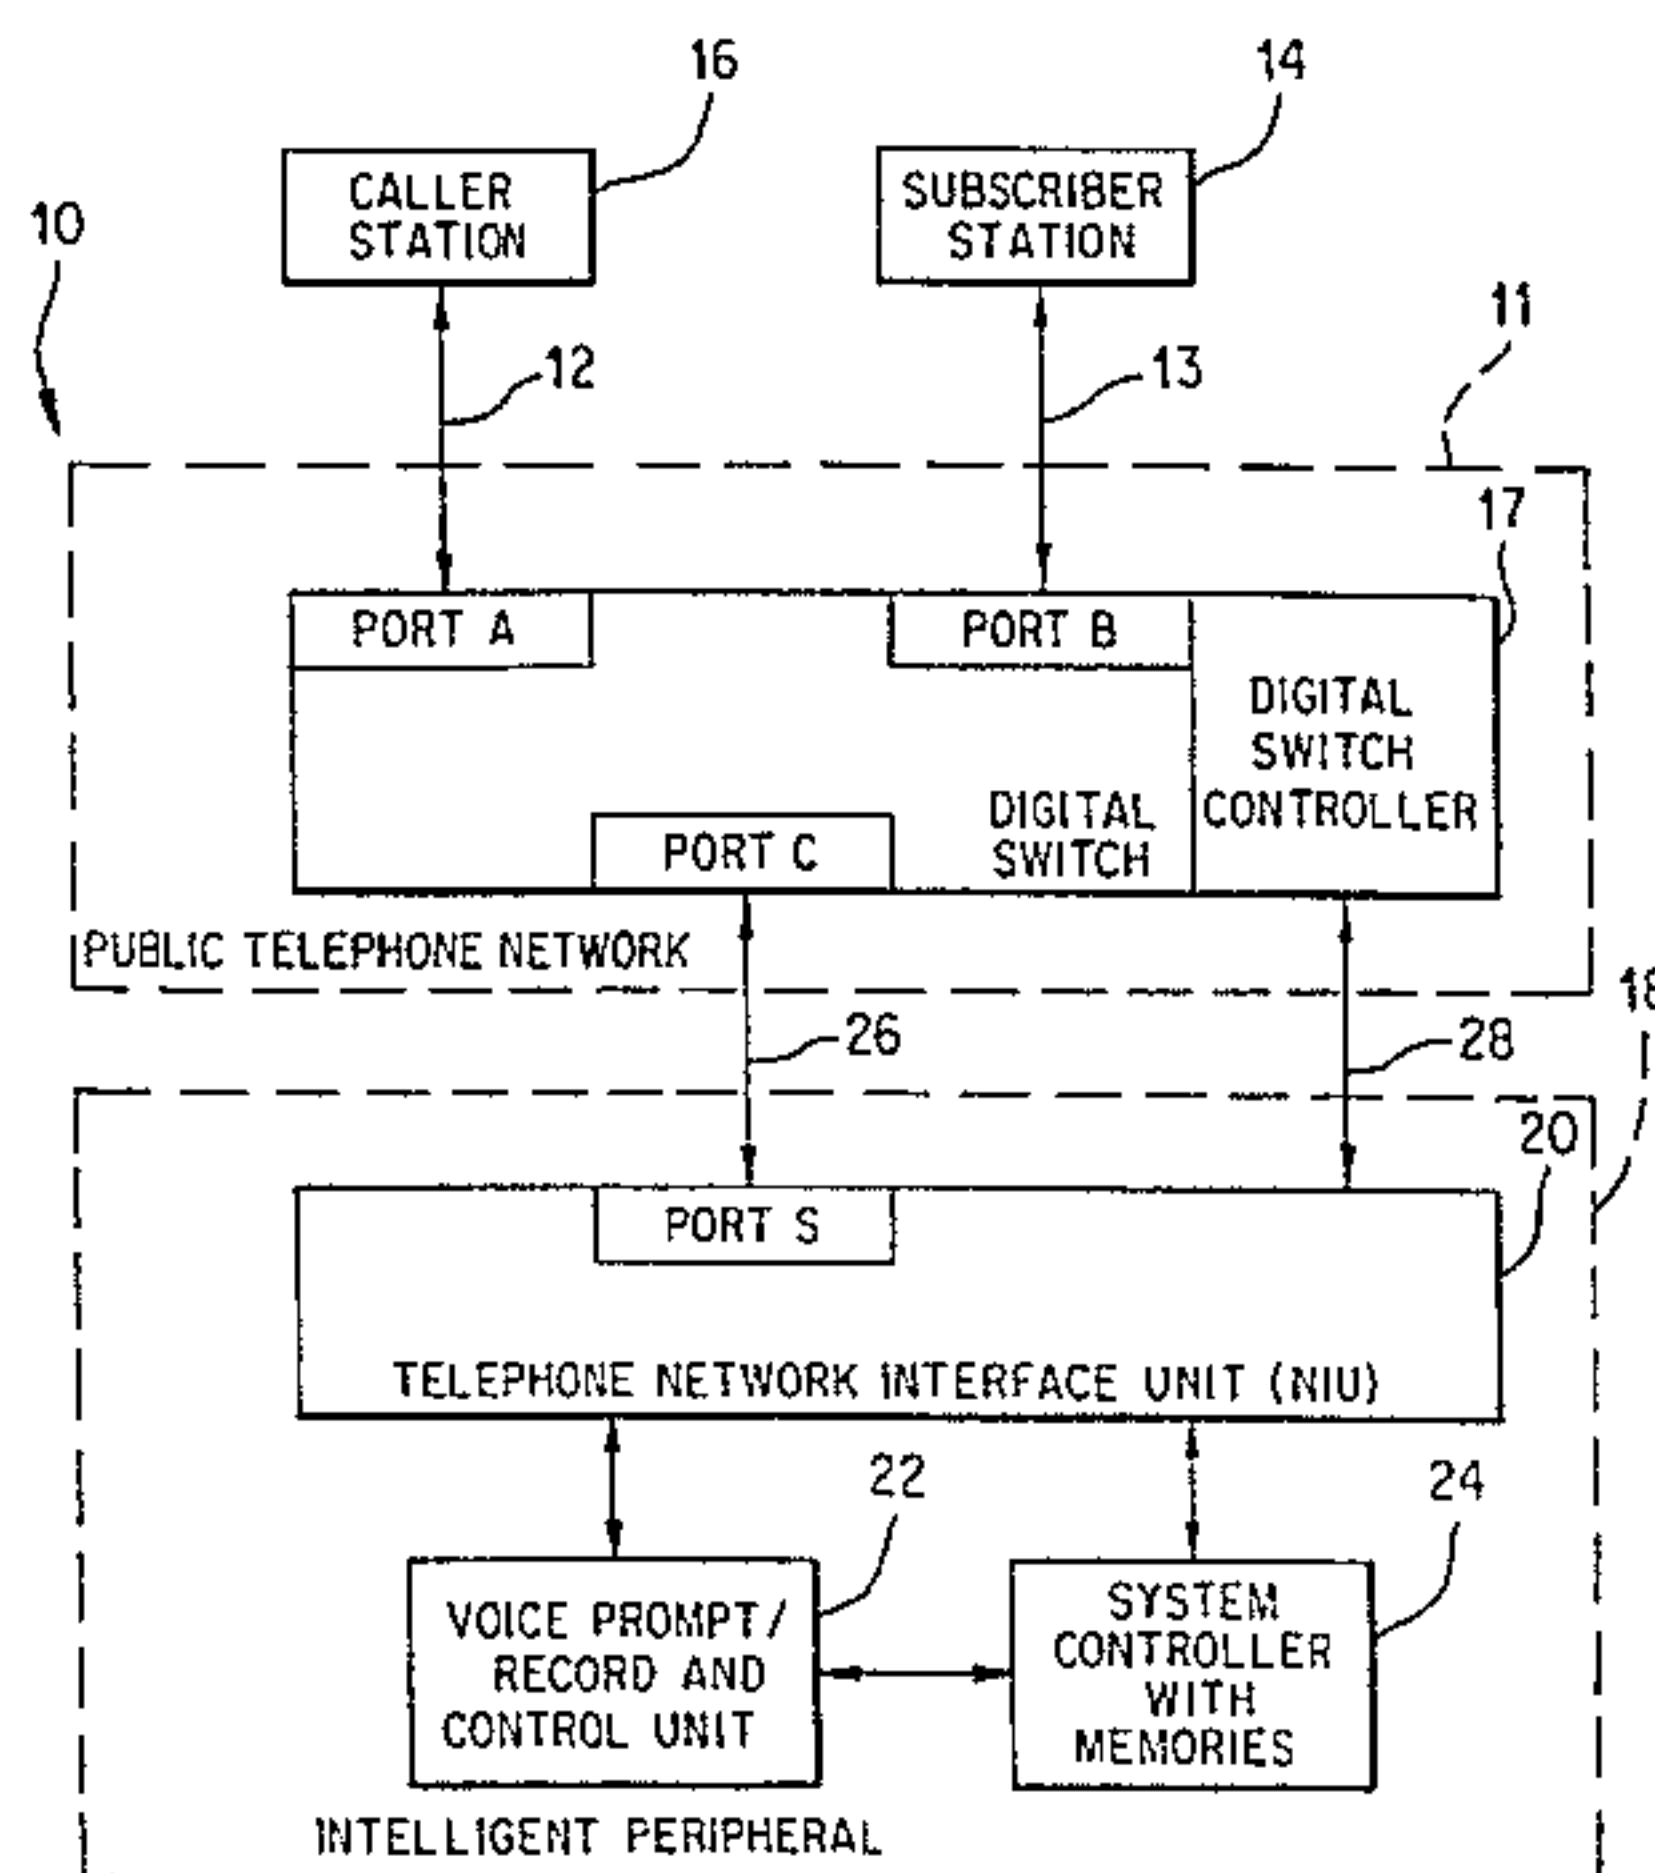 16
14
CALLER
STATION
SUBSCRIBER
STATION
10
11
12
13
17
PORT A
PORT B
DIGITAL
SWITCH
CONTROLLER
DIGITAL
SWITCH
PORT C
PUBLIC TELEPHONE NETWORK
18
26
28
20
PORT S
TELEPHONE NETWORK INTERFACE UNIT (NIU)
22
24
VOICE PROMPT/
RECORD AND
CONTROL UNIT
SYSTEM
CONTROLLER
WITH
MEMORIES
INTELLIGENT PERIPHERAL